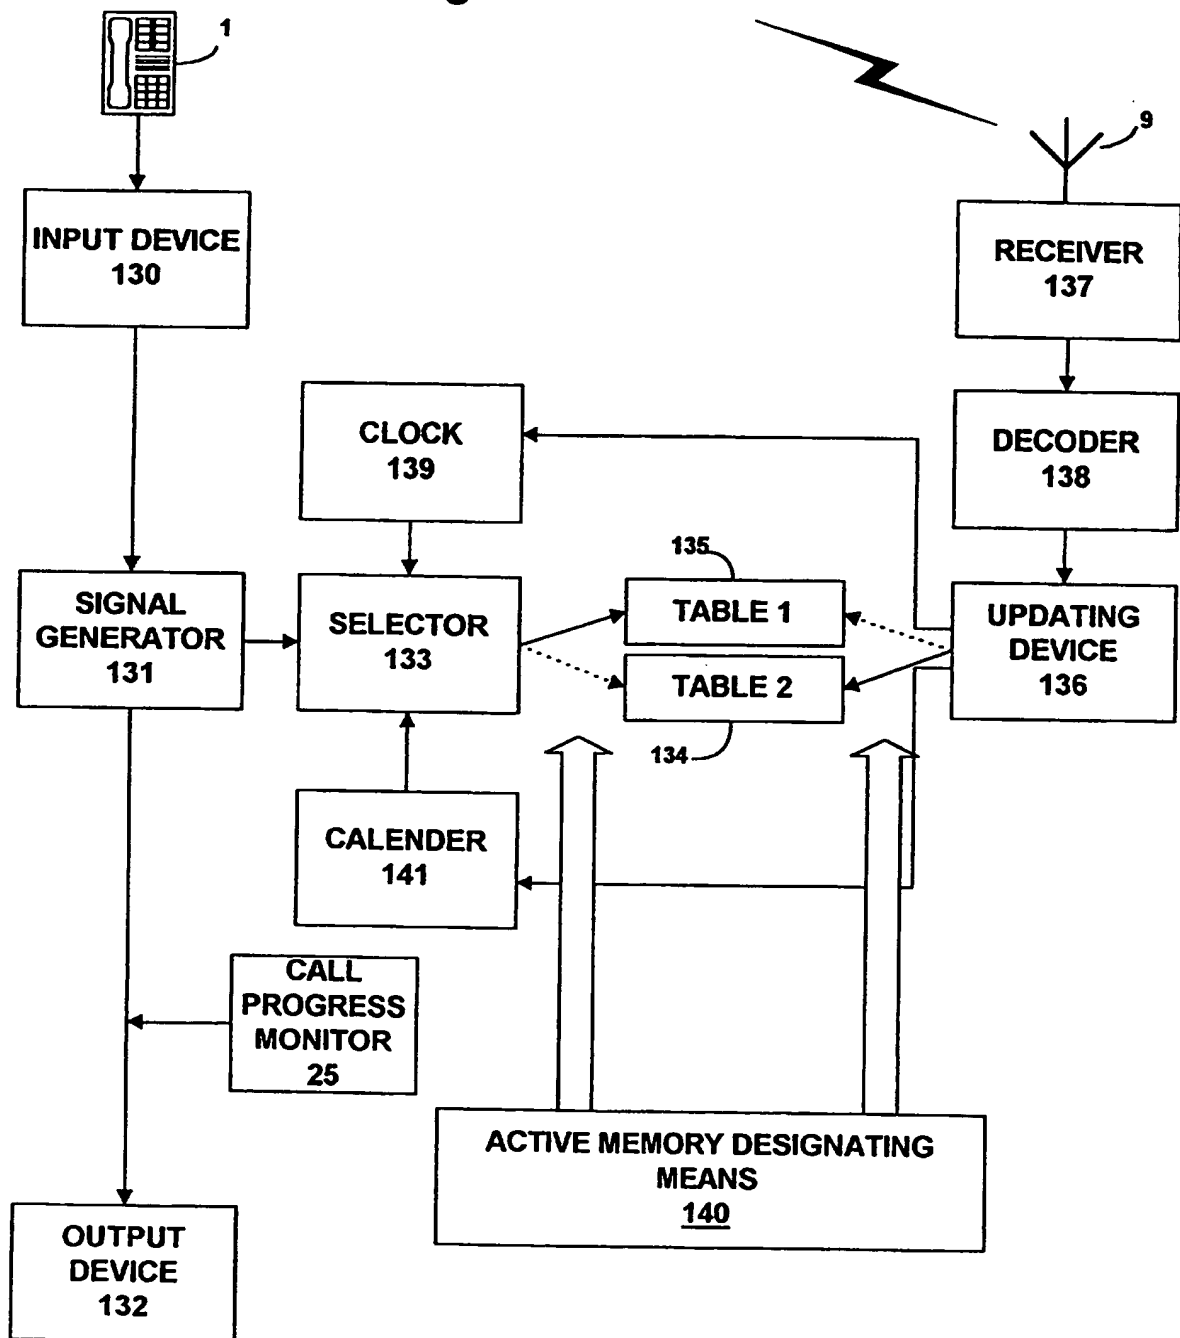 1
9
INPUT DEVICE
130
RECEIVER
137
CLOCK
139
DECODER
138
SIGNAL
GENERATOR
131
SELECTOR
133
135
TABLE 1
TABLE 2
134
UPDATING
DEVICE
136
CALENDER
141
CALL
PROGRESS
MONITOR
25
ACTIVE MEMORY DESIGNATING
MEANS
140
OUTPUT
DEVICE
132